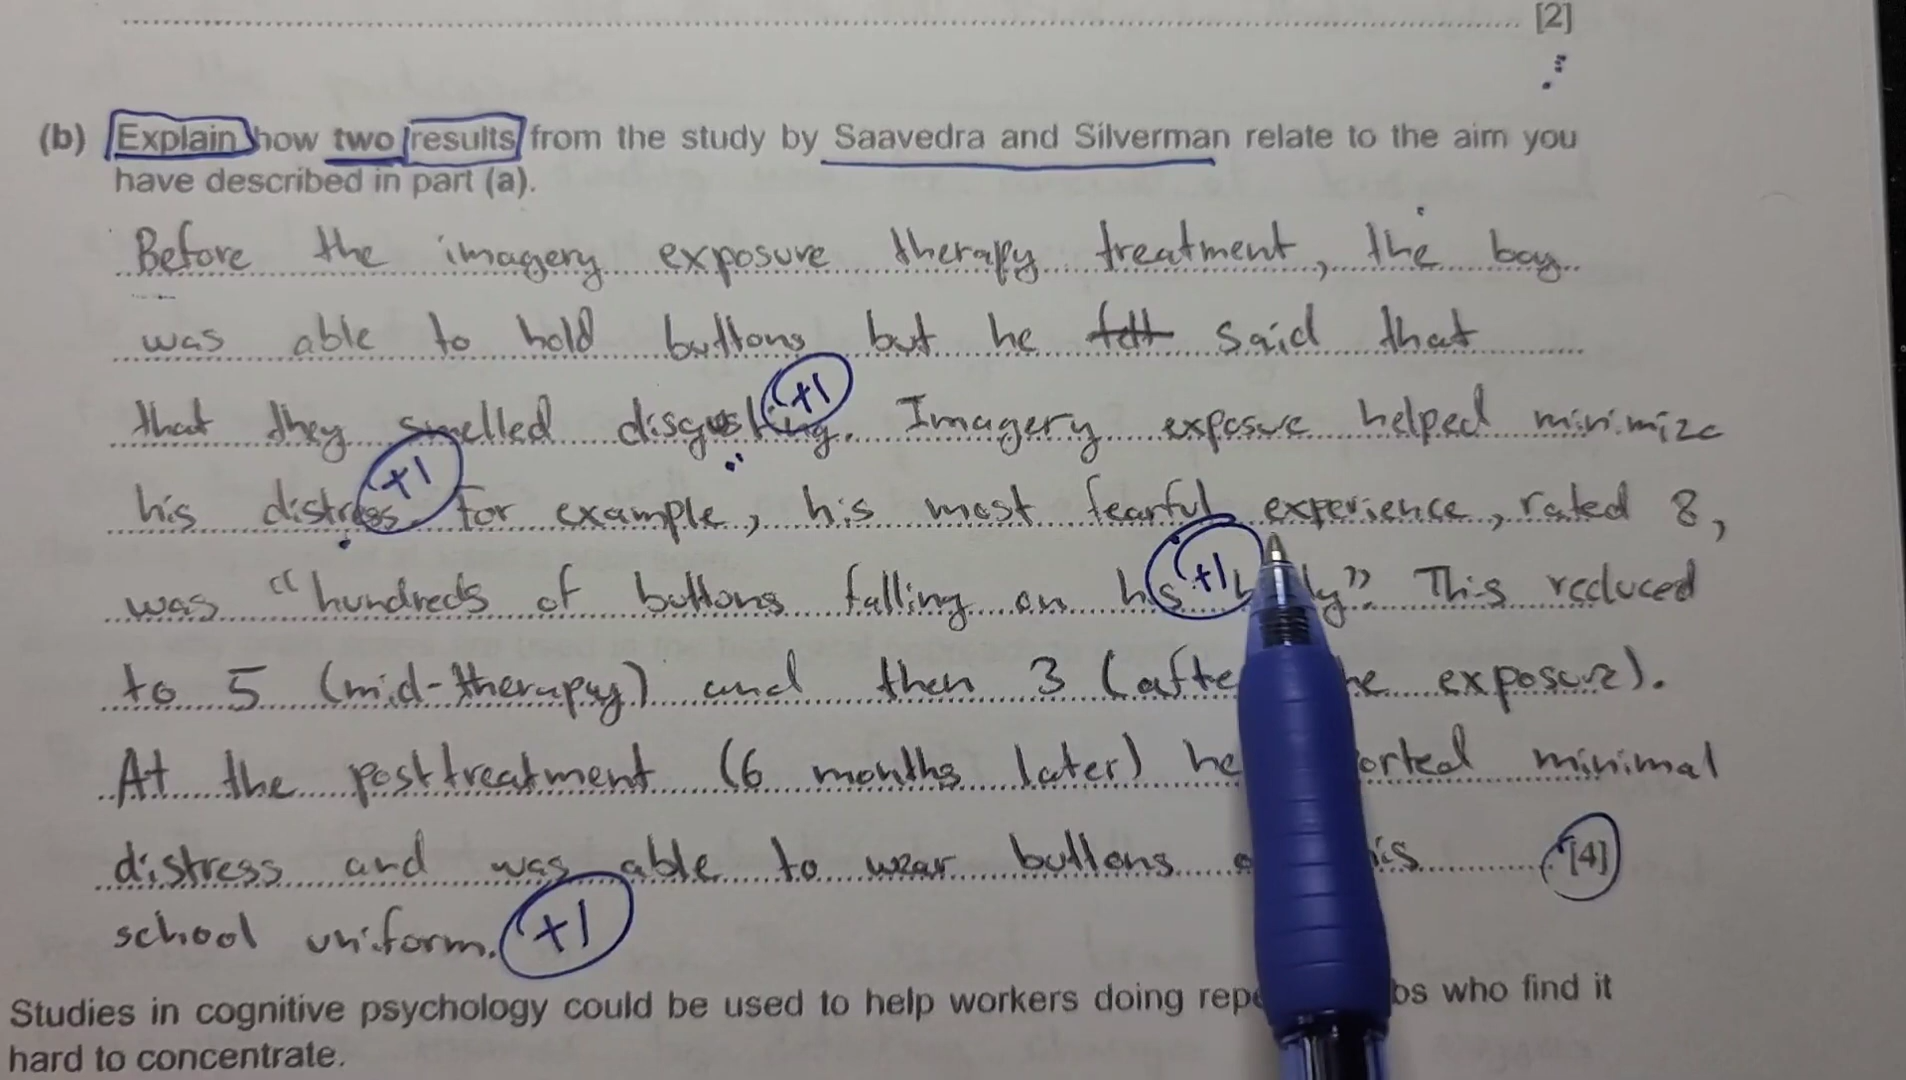 [2]
(b) Explain how two results from the study by Saavedra and Silverman relate to the aim you
have described in part (a).
Before the imagery exposure therapy treatment, the boy
was able to hold buttons but he said that
that they smelled disgusting. +1 Imagery exposure helped minimize
his distress +1 for example, his most fearful experience, rated 8,
was "hundreds of buttons falling on his +1 " This reduced
to 5 (mid-therapy) and then 3 ( exposure).
At the posttreatment (6 months later) he minimal
distress and was able to wear buttons [4]
school uniform. +1
Studies in cognitive psychology could be used to help workers doing who find it
hard to concentrate.